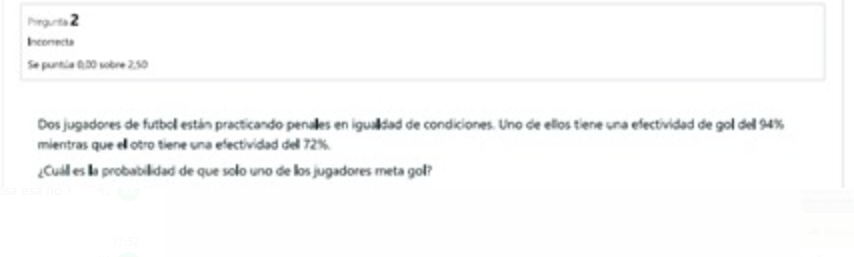 Pregunta 2
Incorrecta
Se puntúa 0,00 sobre 2,50
Dos jugadores de futbol están practicando penales en igualdad de condiciones. Uno de ellos tiene una efectividad de gol del 94%
mientras que el otro tiene una efectividad del 72%.
¿Cuál es la probabilidad de que solo uno de los jugadores meta gol?